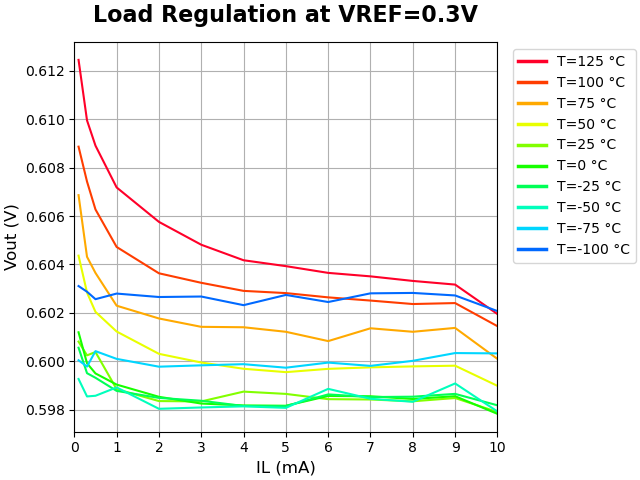 Load Regulation at VREF=0.3V
Vout (V)
0.612
0.610
0.608
0.606
0.604
0.602
0.600
0.598
0 1 2 3 4 5 6 7 8 9 10
IL (mA)
T=125 °C
T=100 °C
T=75 °C
T=50 °C
T=25 °C
T=0 °C
T=-25 °C
T=-50 °C
T=-75 °C
T=-100 °C